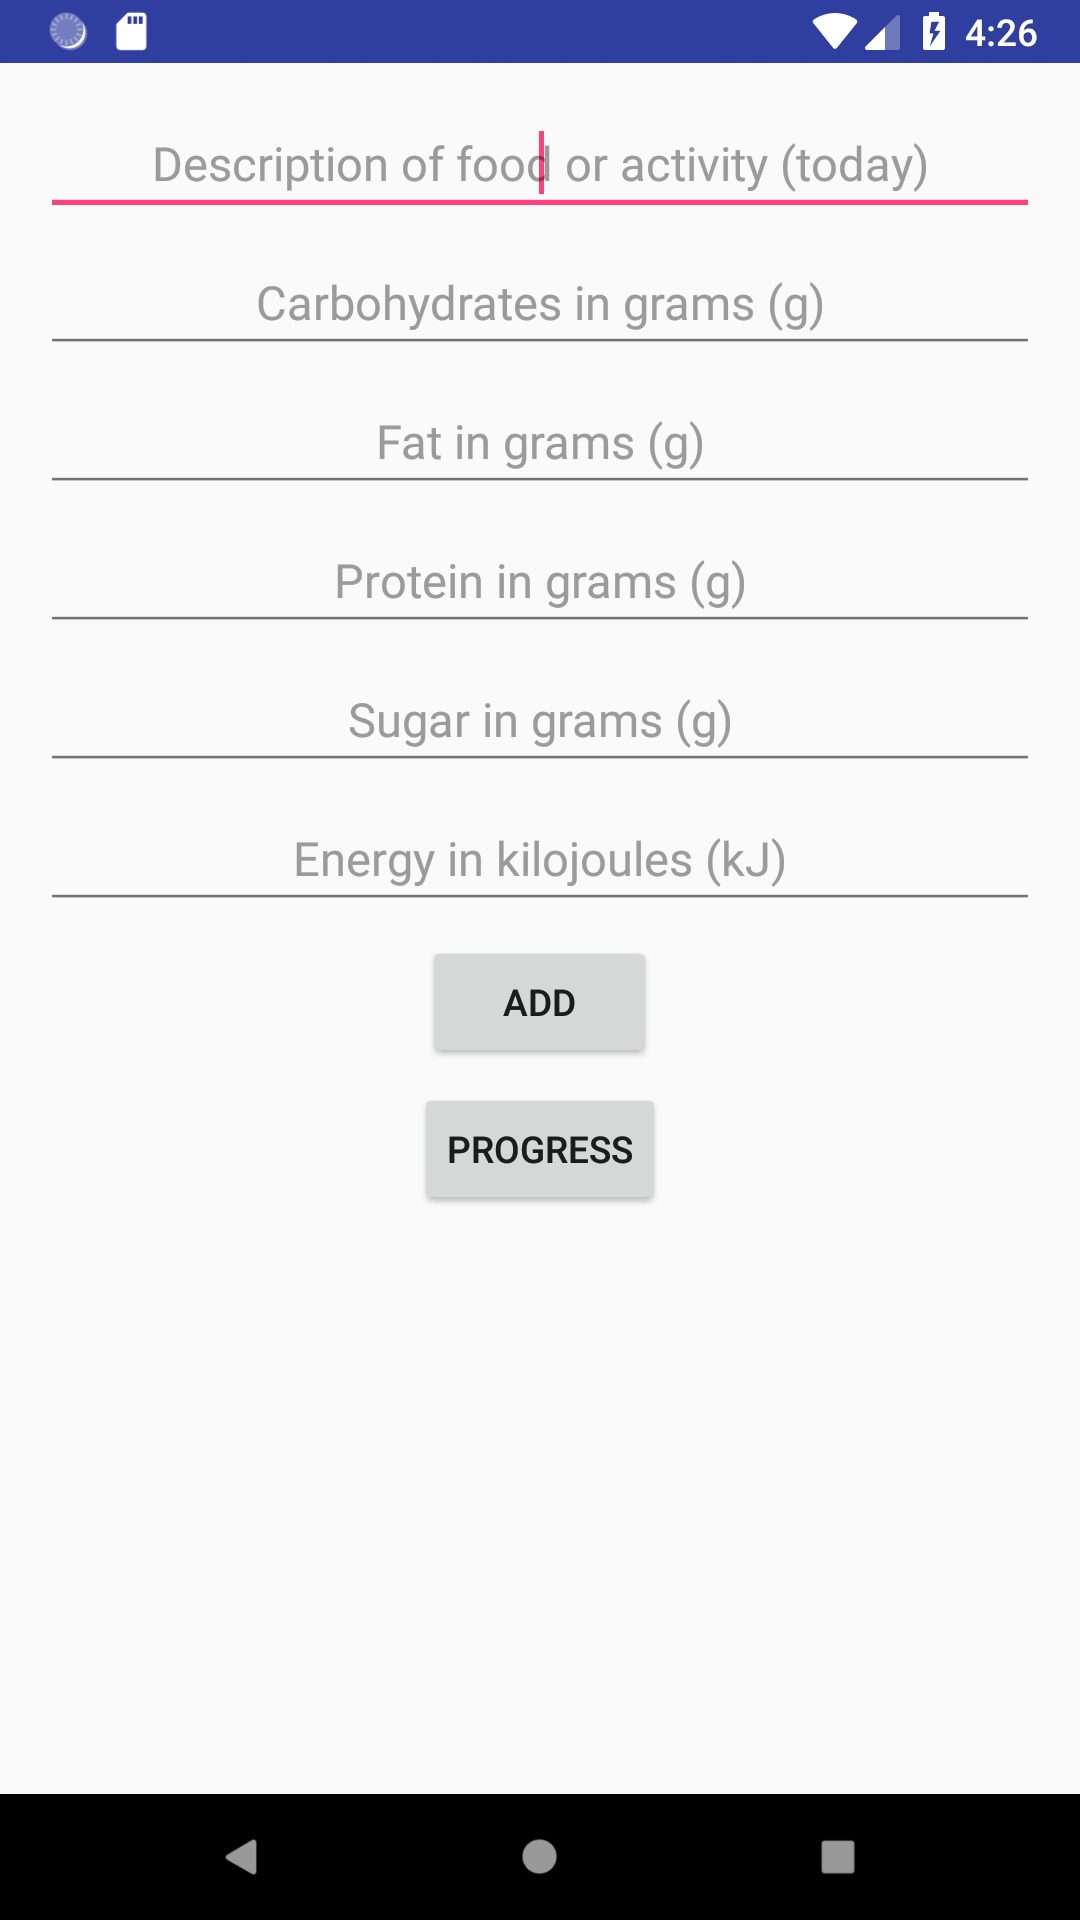 4:26
Description of food or activity (today)
Carbohydrates in grams (g)
Fat in grams (g)
Protein in grams (g)
Sugar in grams (g)
Energy in kilojoules (kJ)
ADD
PROGRESS